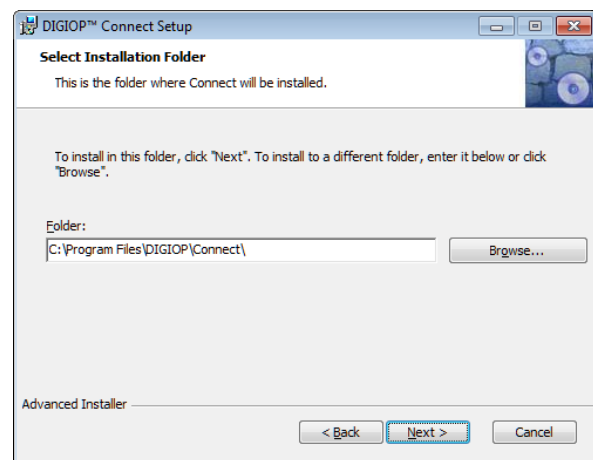 DIGIOP™ Connect Setup
Select Installation Folder
This is the folder where Connect will be installed.
To install in this folder, click "Next". To install to a different folder, enter it below or click
"Browse".
Folder:
C:\Program Files\DIGIOP\Connect\
Browse...
Advanced Installer
< Back Next > Cancel